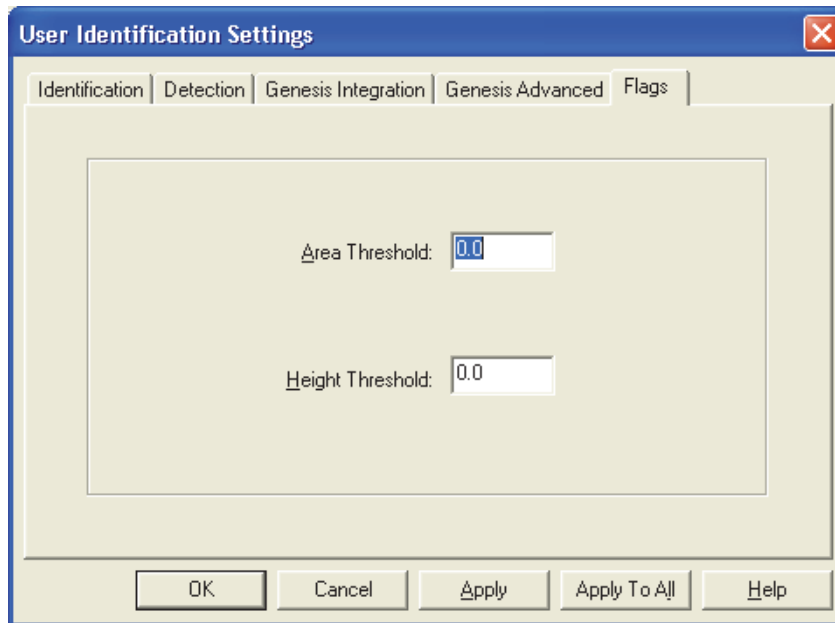 User Identification Settings
Identification Detection Genesis Integration Genesis Advanced Flags
Area Threshold: 0.0
Height Threshold: 0.0
OK Cancel Apply Apply To All Help